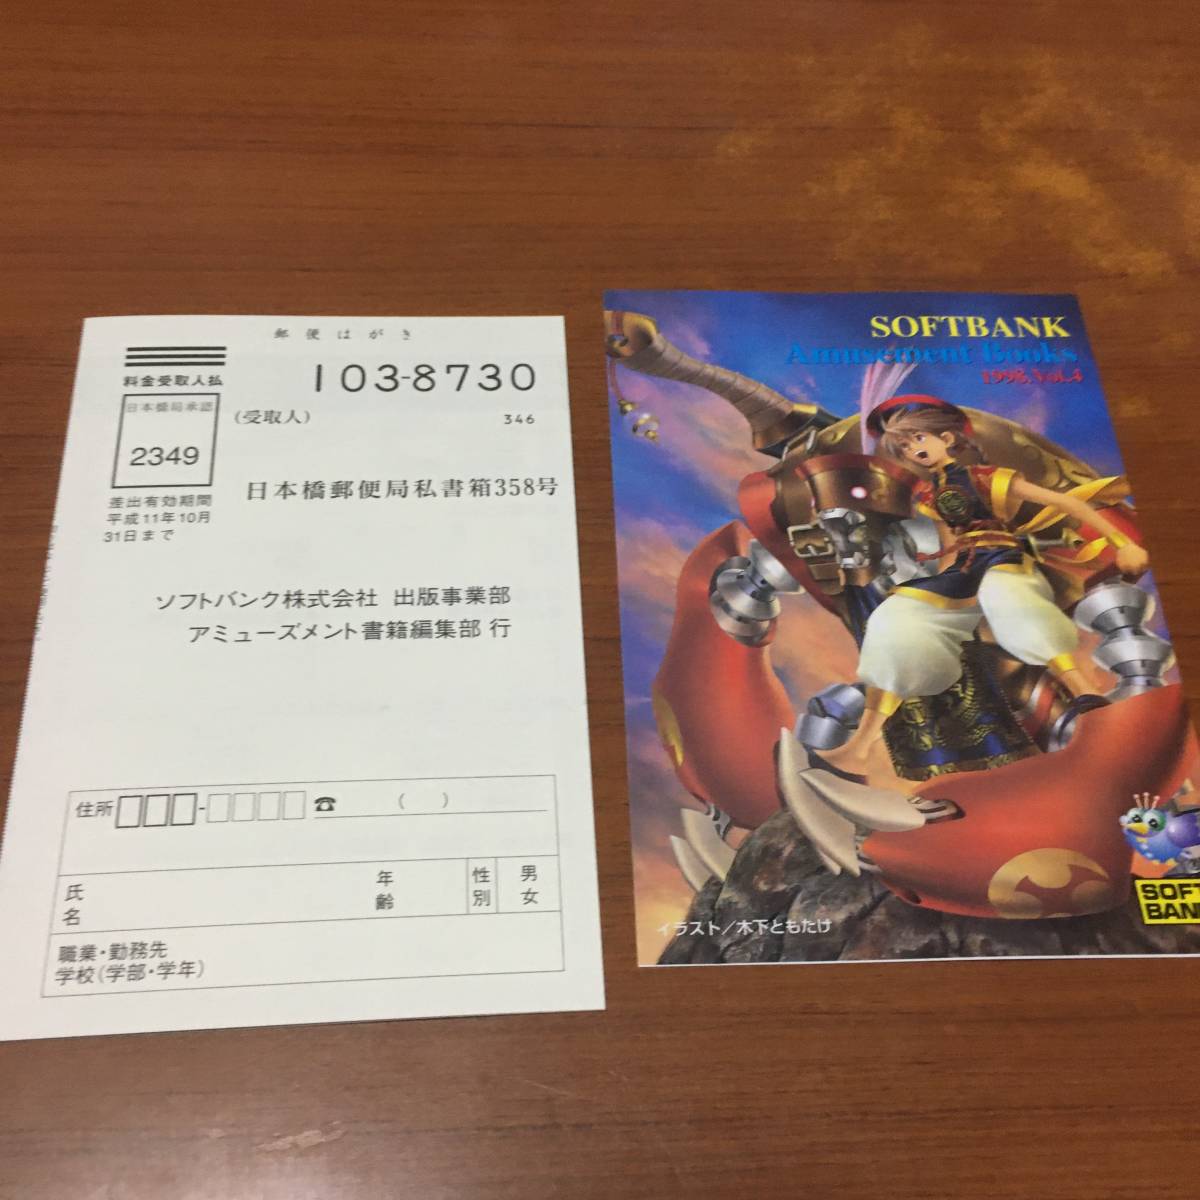 郵便はがき
料金受取人払
103-8730
日本橋局承認
2349
(受取人)
346
差出有効期間
平成11年10月
31日まで
日本橋郵便局私書箱358号
ソフトバンク株式会社 出版事業部
アミューズメント書籍編集部 行
住所 ☎ ( )
氏名
年齢
性別
男
女
職業・勤務先
学校(学部・学年)
SOFTBANK
Amusement Books
1998.Vol.4
イラスト/木下ともたけ
SOFT
BANK